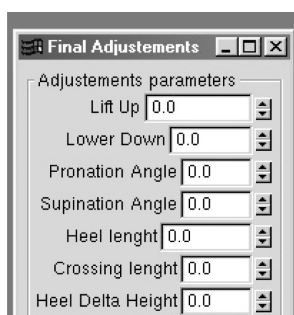 Final Adjustements
Adjustements parameters
Lift Up 0.0
Lower Down 0.0
Pronation Angle 0.0
Supination Angle 0.0
Heel lenght 0.0
Crossing lenght 0.0
Heel Delta Height 0.0